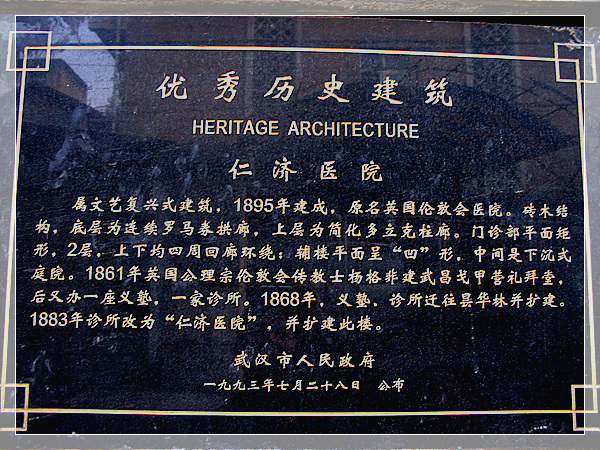 优秀历史建筑
HERITAGE ARCHITECTURE
仁济医院
属文艺复兴式建筑，1895年建成，原名英国伦敦会医院。砖木结
构，底层为连续罗马券拱廊，上层为简化多立克柱廊。门诊部平面矩
形，2层，上下均四周回廊环绕；辅楼平面呈“凹”形，中间是下沉式
庭院。1861年英国公理宗伦敦会传教士杨格非建武昌戈甲营礼拜堂，
后又办一座义塾，一家诊所。1868年，义塾、诊所迁往昙华林并扩建。
1883年诊所改为“仁济医院”，并扩建此楼。
武汉市人民政府
一九九三年七月二十八日 公布